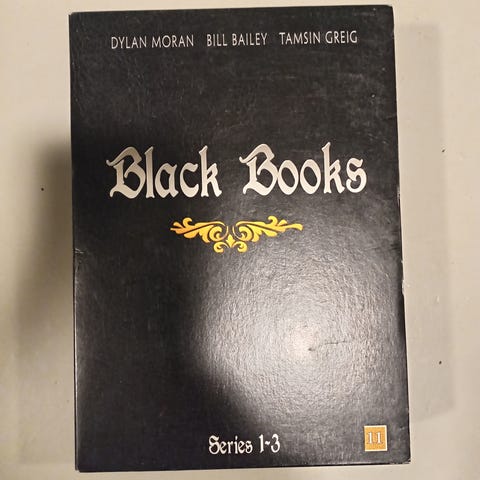 DYLAN MORAN BILL BAILEY TAMSIN GREIG
Black Books
Series 1-3
11